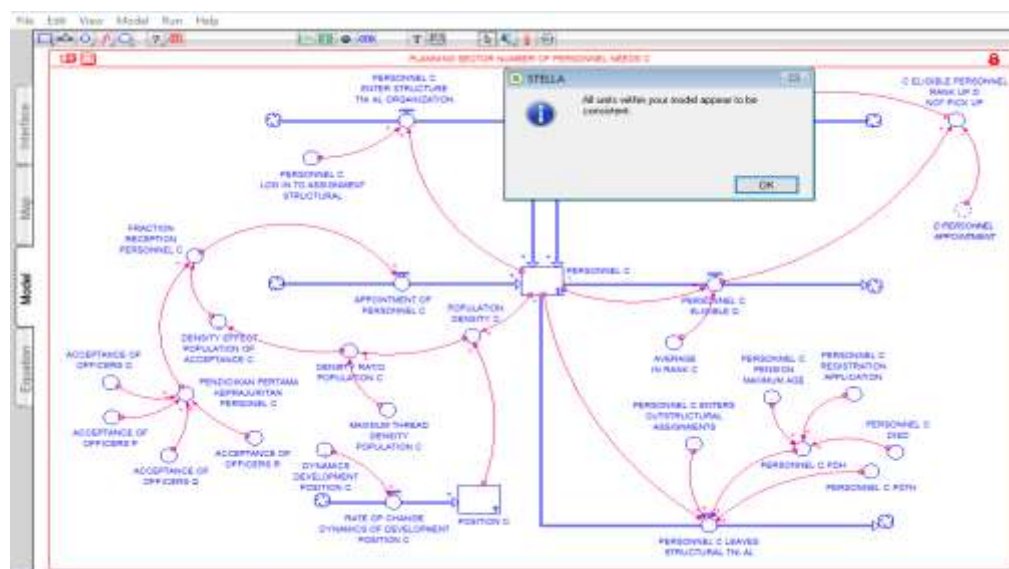 File Edit View Model Run Help
PLANNING SECTOR NUMBER OF PERSONNEL NEEDS C
Interface
Map
Model
Equation
STELLA
All units within your model appear to be
consistent.
OK
PERSONNEL C
ENTER STRUCTURE
TNI AL ORGANIZATION
C ELIGIBLE PERSONNEL
RANK UP D
NOT PICK UP
PERSONNEL C
LOG IN TO ASSIGNMENT
STRUCTURAL
D PERSONNEL
APPOINTMENT
FRACTION
RECEPTION
PERSONNEL C
PERSONNEL C
APPOINTMENT OF
PERSONNEL C
POPULATION
DENSITY C
PERSONNEL C
ELIGIBLE D
DENSITY EFFECT
POPULATION OF
ACCEPTANCE C
DENSITY RATIO
POPULATION C
AVERAGE
IN RANK C
ACCEPTANCE OF
OFFICERS
PENDIDIKAN PERTAMA
KEPRAJURITAN
PERSONEL C
PERSONNEL C
PENSION
MAXIMUM AGE
PERSONNEL C
REGISTRATION
APPLICATION
MAXIMUM THREAD
DENSITY
POPULATION C
PERSONNEL C ENTERS
OUTSTRUCTURAL
ASSIGNMENTS
PERSONNEL C
DIED
ACCEPTANCE OF
OFFICERS P
ACCEPTANCE OF
OFFICERS Q
ACCEPTANCE OF
OFFICERS R
DYNAMICS
DEVELOPMENT
POSITION C
PERSONNEL C PDH
PERSONNEL C PDTH
RATE OF CHANGE
DYNAMICS OF DEVELOPMENT
POSITION C
POSITION C
PERSONNEL C LEAVES
STRUCTURAL TNI AL